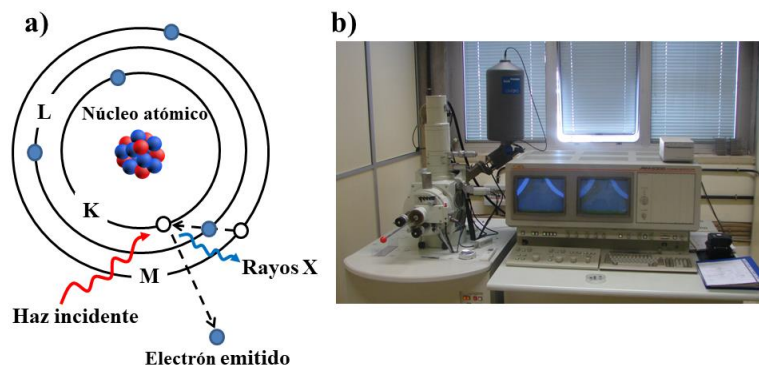 a)
L
Núcleo atómico
K
M
Rayos X
Haz incidente
Electrón emitido
b)